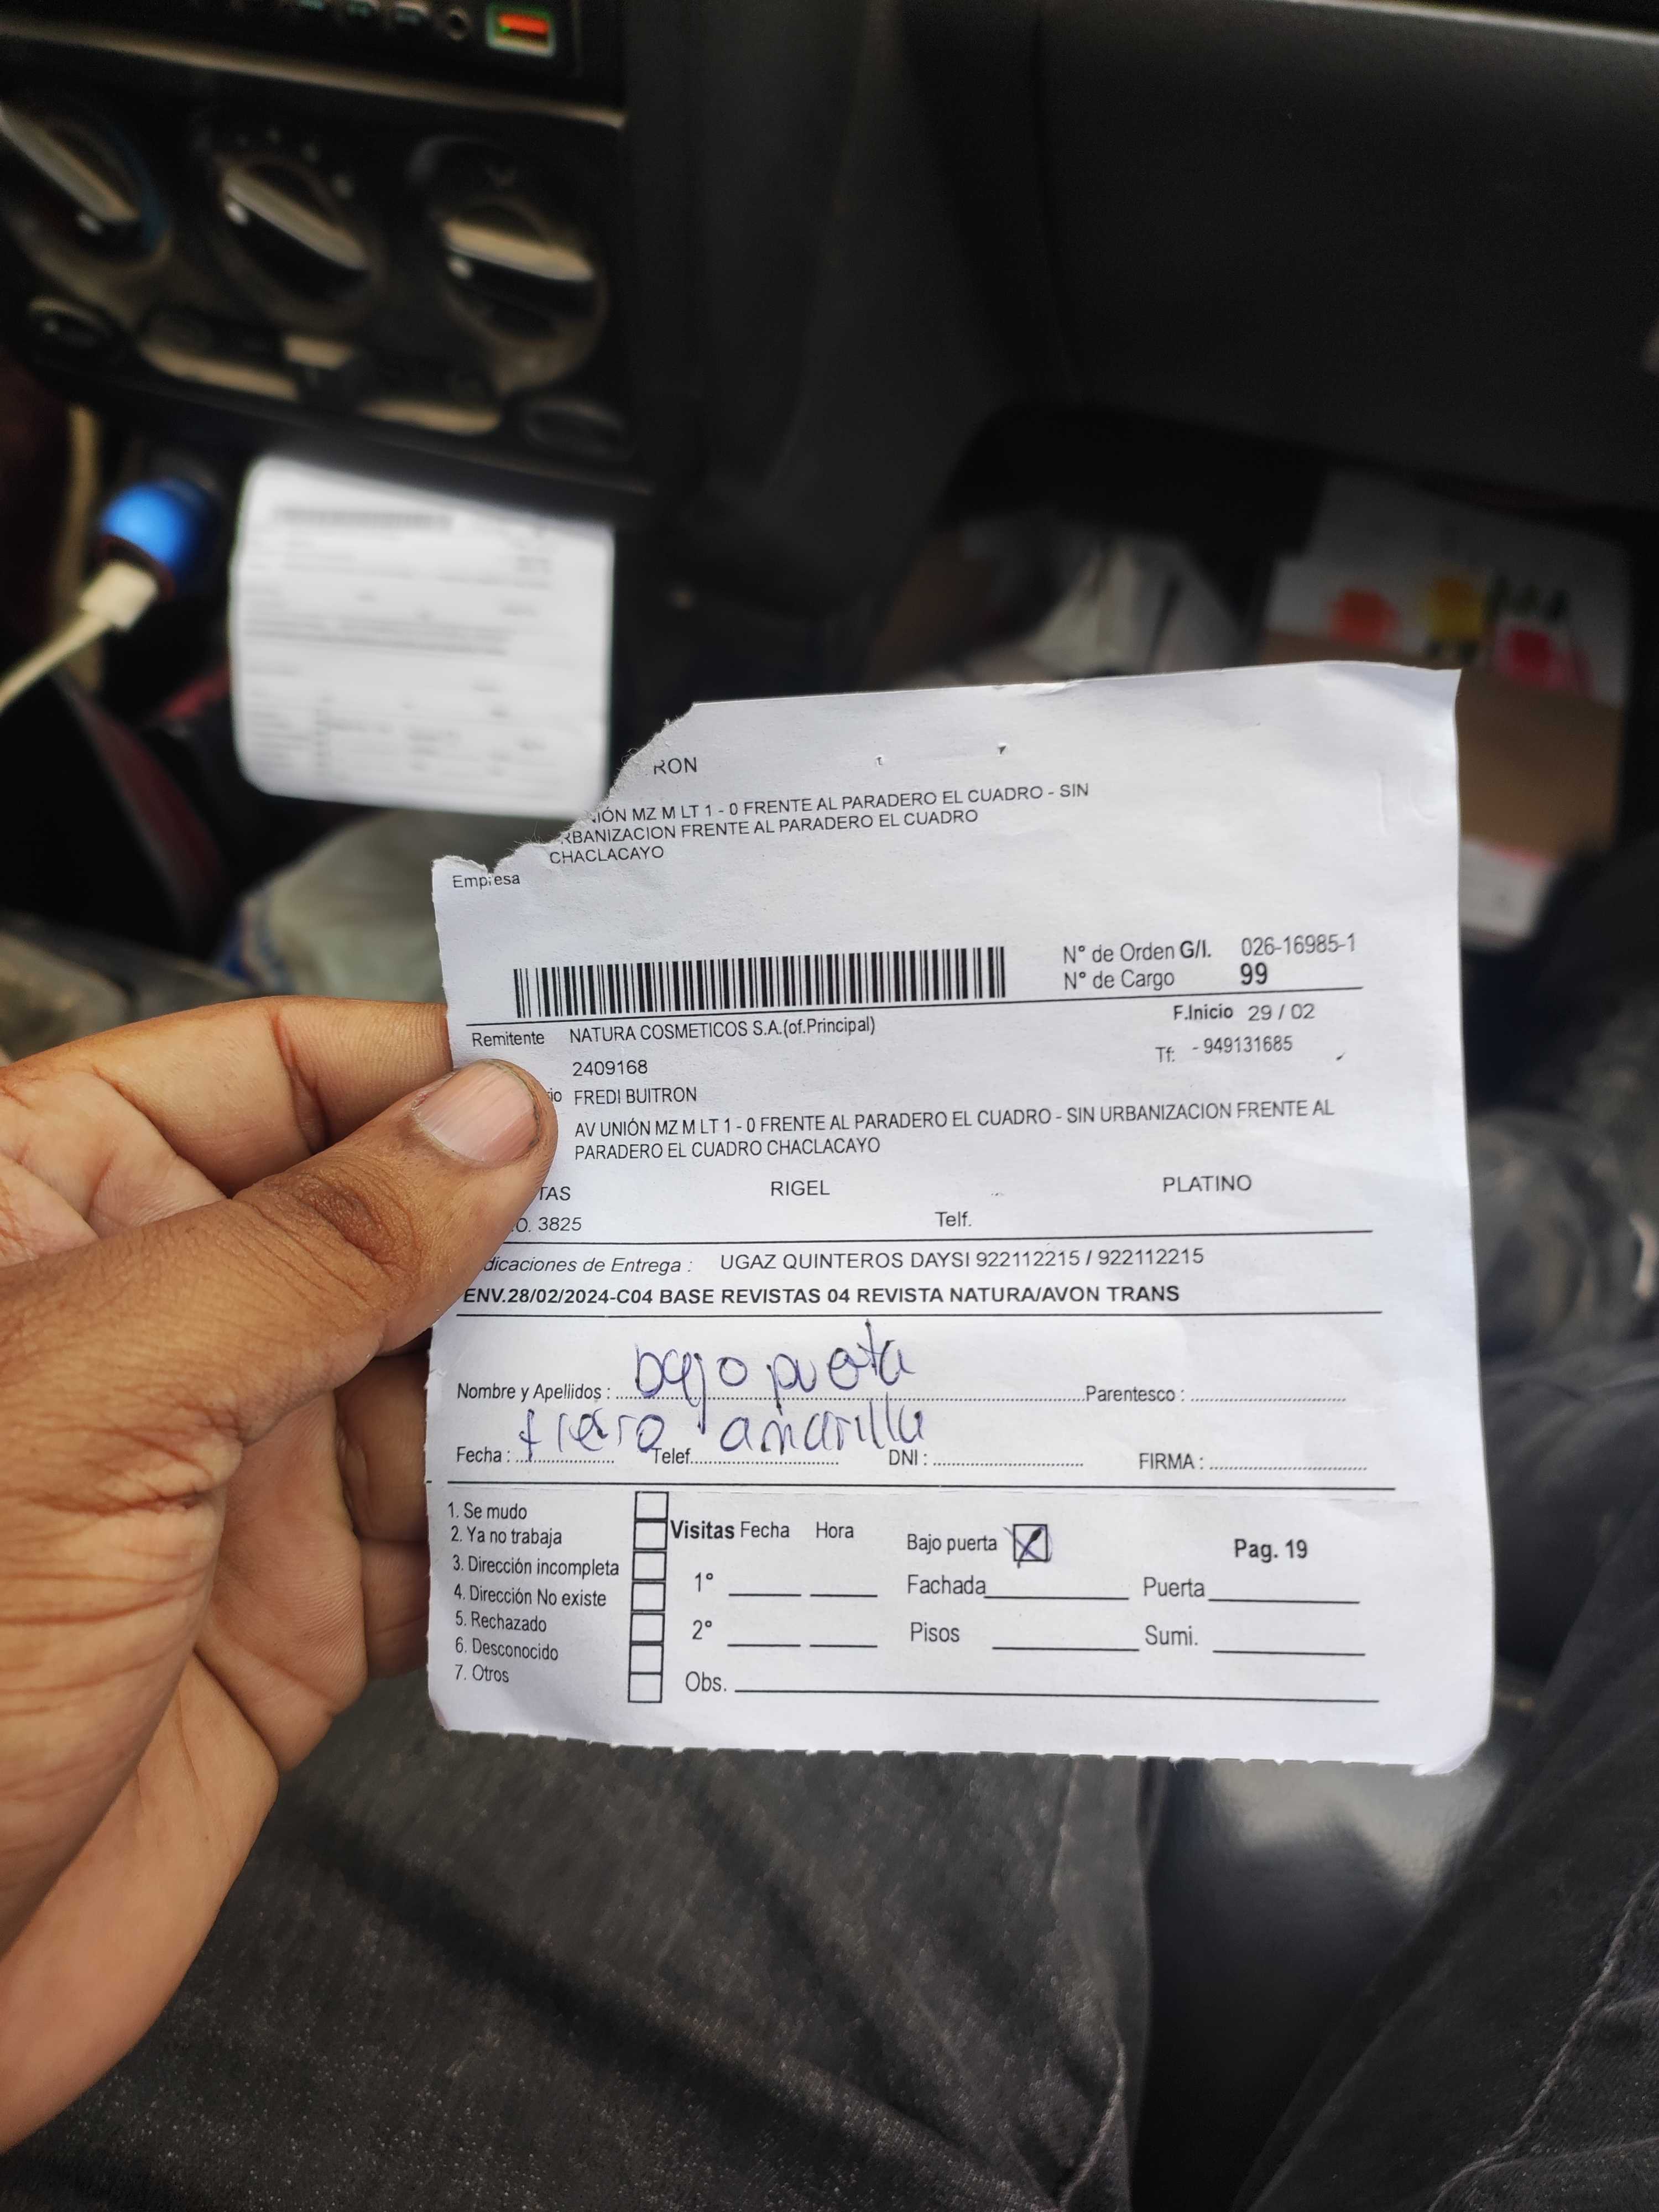 RON
UNIÓN MZ M LT 1 - 0 FRENTE AL PARADERO EL CUADRO - SIN
RBANIZACION FRENTE AL PARADERO EL CUADRO
CHACLACAYO
Empresa
N° de Orden G/I. 026-16985-1
N° de Cargo 99
Remitente NATURA COSMETICOS S.A.(of.Principal) F.Inicio 29 / 02
2409168 Tf: - 949131685
io FREDI BUITRON
AV UNIÓN MZ M LT 1 - 0 FRENTE AL PARADERO EL CUADRO - SIN URBANIZACION FRENTE AL
PARADERO EL CUADRO CHACLACAYO
TAS RIGEL PLATINO
O. 3825 Telf.
dicaciones de Entrega : UGAZ QUINTEROS DAYSI 922112215 / 922112215
ENV.28/02/2024-C04 BASE REVISTAS 04 REVISTA NATURA/AVON TRANS
Nombre y Apellidos : bajo puerta Parentesco :
fierro amarilla
Fecha : Telef. DNI : FIRMA :
1. Se mudo
2. Ya no trabaja
3. Dirección incompleta
4. Dirección No existe
5. Rechazado
6. Desconocido
7. Otros
Visitas Fecha Hora Bajo puerta Pag. 19
1° Fachada Puerta
2° Pisos Sumi.
Obs.